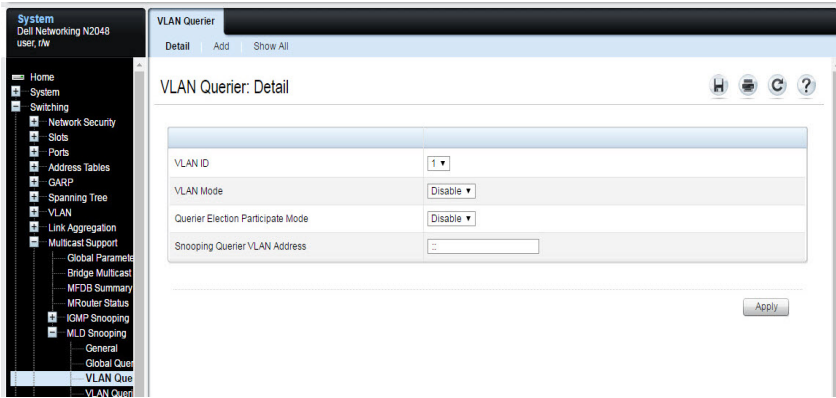 System
Dell Networking N2048
user, r/w
VLAN Querier
Detail Add Show All
Home
System
Switching
Network Security
Slots
Ports
Address Tables
GARP
Spanning Tree
VLAN
Link Aggregation
Multicast Support
Global Paramete
Bridge Multicast
MFDB Summary
MRouter Status
IGMP Snooping
MLD Snooping
General
Global Quer
VLAN Que
VLAN Quer
VLAN Querier: Detail
VLAN ID 1
VLAN Mode Disable
Querier Election Participate Mode Disable
Snooping Querier VLAN Address ::
Apply